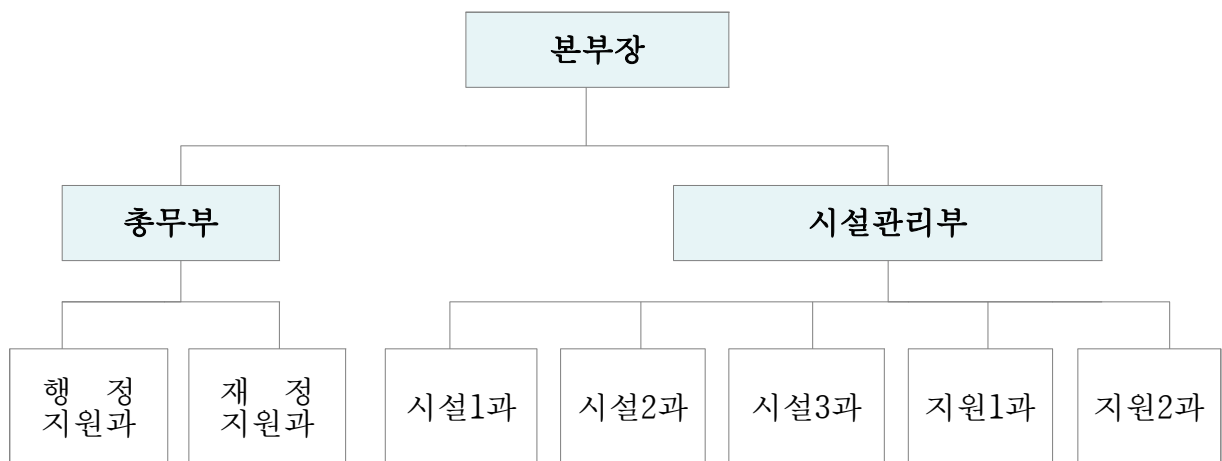 본부장
총무부
시설관리부
행 정
지원과
재 정
지원과
시설1과
시설2과
시설3과
지원1과
지원2과